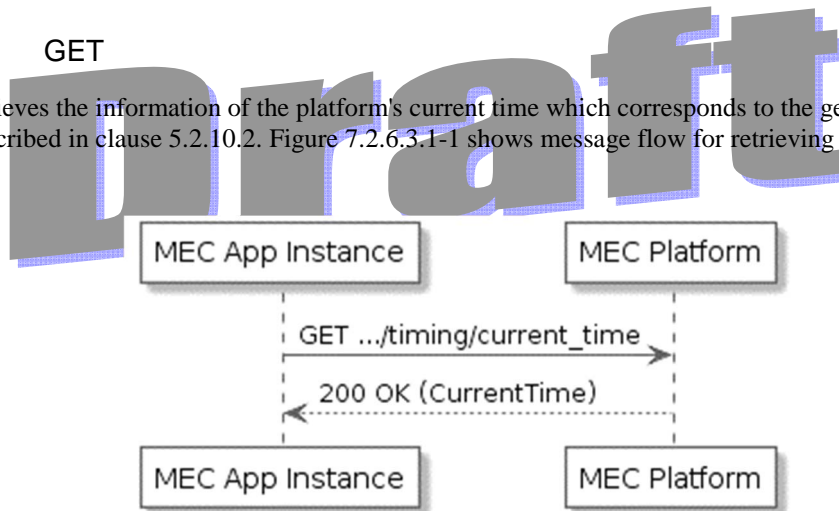 GET
Draft
ieves the information of the platform's current time which corresponds to the ge
cribed in clause 5.2.10.2. Figure 7.2.6.3.1-1 shows message flow for retrieving
MEC App Instance MEC Platform
GET .../timing/current_time
200 OK (CurrentTime)
MEC App Instance MEC Platform